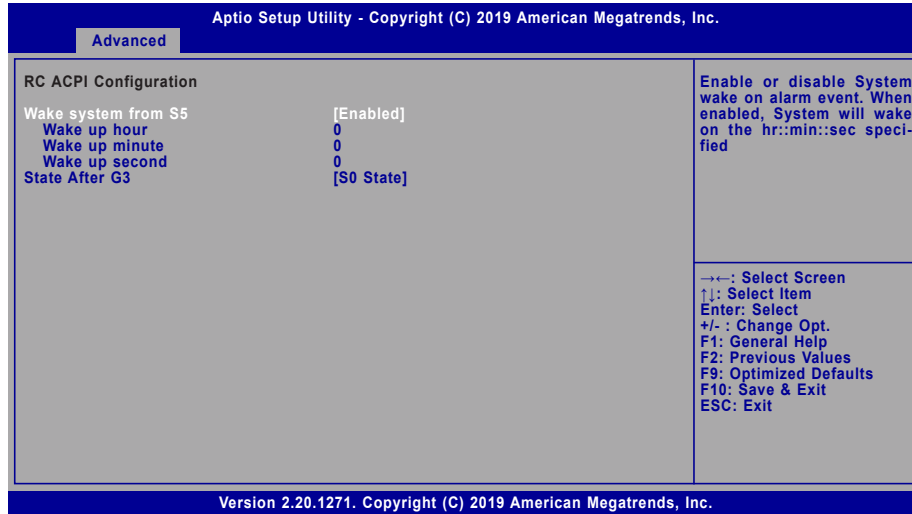 Aptio Setup Utility - Copyright (C) 2019 American Megatrends, Inc.
Advanced
RC ACPI Configuration
Wake system from S5 [Enabled]
Wake up hour 0
Wake up minute 0
Wake up second 0
State After G3 [S0 State]
Enable or disable System
wake on alarm event. When
enabled, System will wake
on the hr::min::sec speci-
fied
→←: Select Screen
↑↓: Select Item
Enter: Select
+/- : Change Opt.
F1: General Help
F2: Previous Values
F9: Optimized Defaults
F10: Save & Exit
ESC: Exit
Version 2.20.1271. Copyright (C) 2019 American Megatrends, Inc.